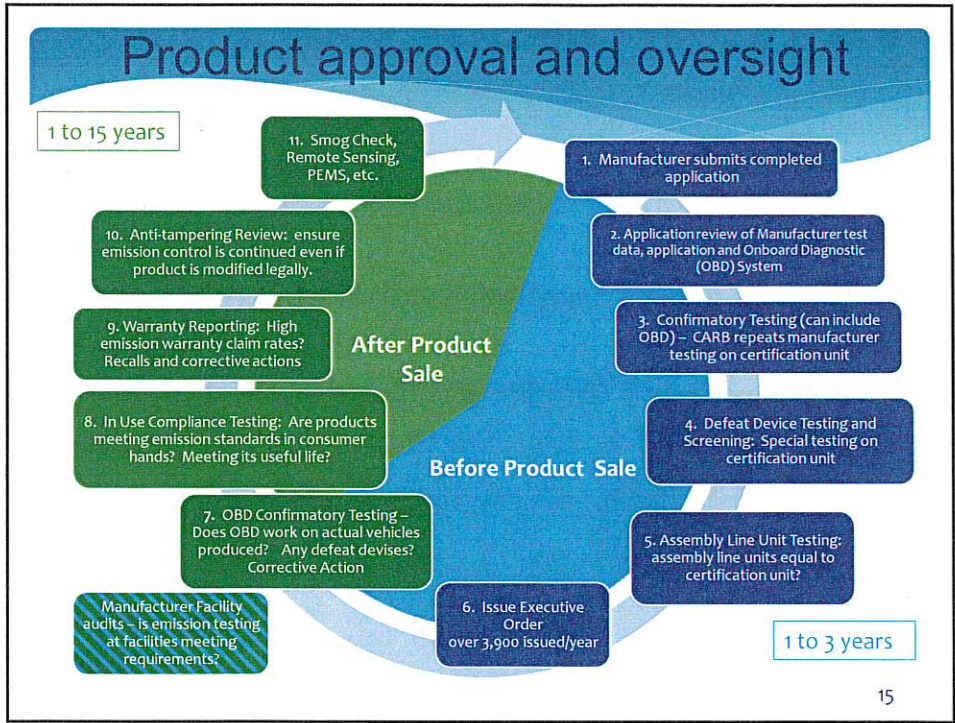 Product approval and oversight
1 to 15 years
11. Smog Check,
Remote Sensing,
PEMS, etc.
1. Manufacturer submits completed
application
10. Anti-tampering Review: ensure
emission control is continued even if
product is modified legally.
2. Application review of Manufacturer test
data, application and Onboard Diagnostic
(OBD) System
9. Warranty Reporting: High
emission warranty claim rates?
Recalls and corrective actions
After Product
Sale
3. Confirmatory Testing (can include
OBD) – CARB repeats manufacturer
testing on certification unit
8. In Use Compliance Testing: Are products
meeting emission standards in consumer
hands? Meeting its useful life?
Before Product Sale
4. Defeat Device Testing and
Screening: Special testing on
certification unit
7. OBD Confirmatory Testing –
Does OBD work on actual vehicles
produced? Any defeat devises?
Corrective Action
5. Assembly Line Unit Testing:
assembly line units equal to
certification unit?
Manufacturer Facility
audits – is emission testing
at facilities meeting
requirements?
6. Issue Executive
Order
over 3,900 issued/year
1 to 3 years
15